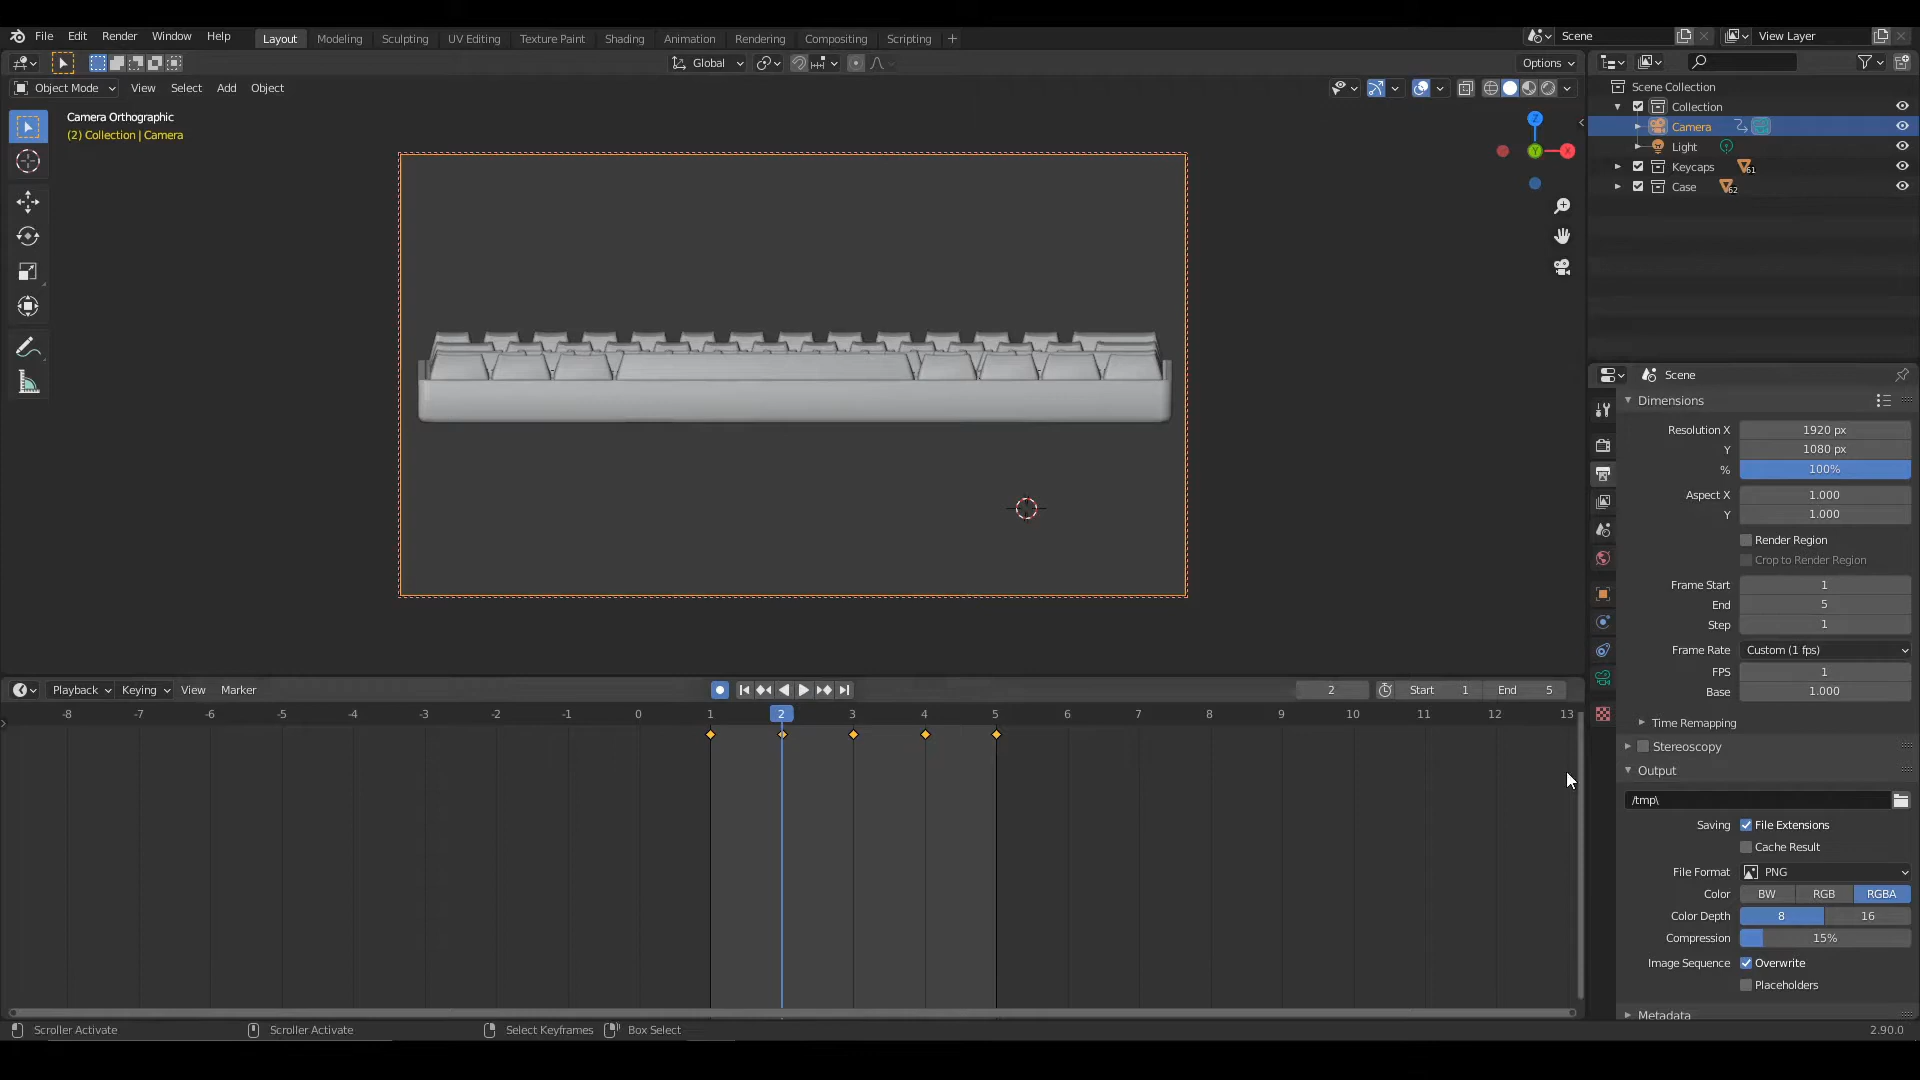 File Edit Render Window Help
Layout Modeling Sculpting UV Editing Texture Paint Shading Animation Rendering Compositing Scripting +
Scene
View Layer
Global
Options
Object Mode View Select Add Object
Camera Orthographic
(2) Collection | Camera
Z
Y
X
Scene Collection
Collection
Camera
Light
Keycaps 61
Case 62
Scene
Dimensions
Resolution X 1920 px
Y 1080 px
% 100%
Aspect X 1.000
Y 1.000
Render Region
Crop to Render Region
Frame Start 1
End 5
Step 1
Frame Rate Custom (1 fps)
FPS 1
Base 1.000
Time Remapping
Stereoscopy
Output
/tmp\
Saving File Extensions
Cache Result
File Format PNG
Color BW RGB RGBA
Color Depth 8 16
Compression 15%
Image Sequence Overwrite
Placeholders
Metadata
Playback Keying View Marker
2 Start 1 End 5
-8 -7 -6 -5 -4 -3 -2 -1 0 1 2 3 4 5 6 7 8 9 10 11 12 13
Scroller Activate Scroller Activate Select Keyframes Box Select 2.90.0